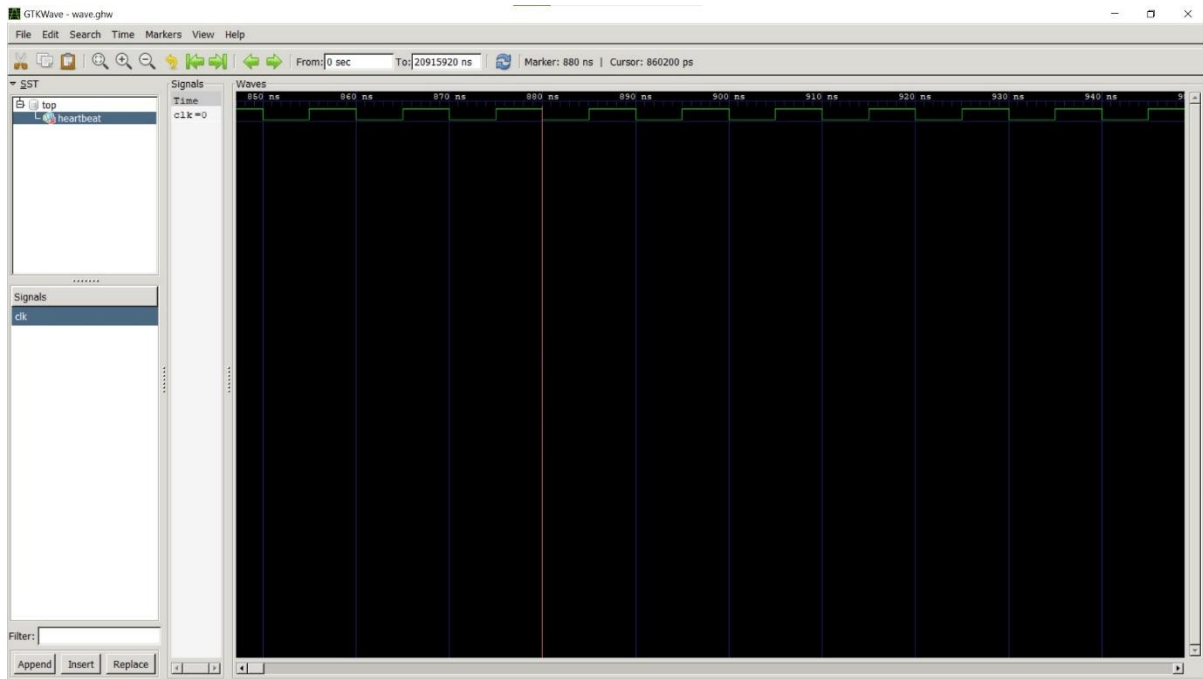 GTKWave - wave.ghw
File Edit Search Time Markers View Help
From: 0 sec To: 20915920 ns Marker: 880 ns | Cursor: 860200 ps
SST
top
heartbeat
Signals
clk
Filter:
Append Insert Replace
Signals
Time
clk=0
Waves
850 ns 860 ns 870 ns 880 ns 890 ns 900 ns 910 ns 920 ns 930 ns 940 ns